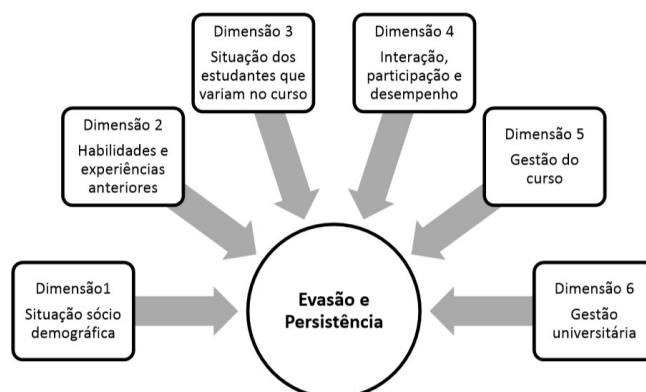 Dimensão1
Situação sócio
demográfica
Dimensão 2
Habilidades e
experiências
anteriores
Dimensão 3
Situação dos
estudantes que
variam no curso
Dimensão 4
Interação,
participação e
desempenho
Dimensão 5
Gestão do
curso
Dimensão 6
Gestão
universitária
Evasão e
Persistência